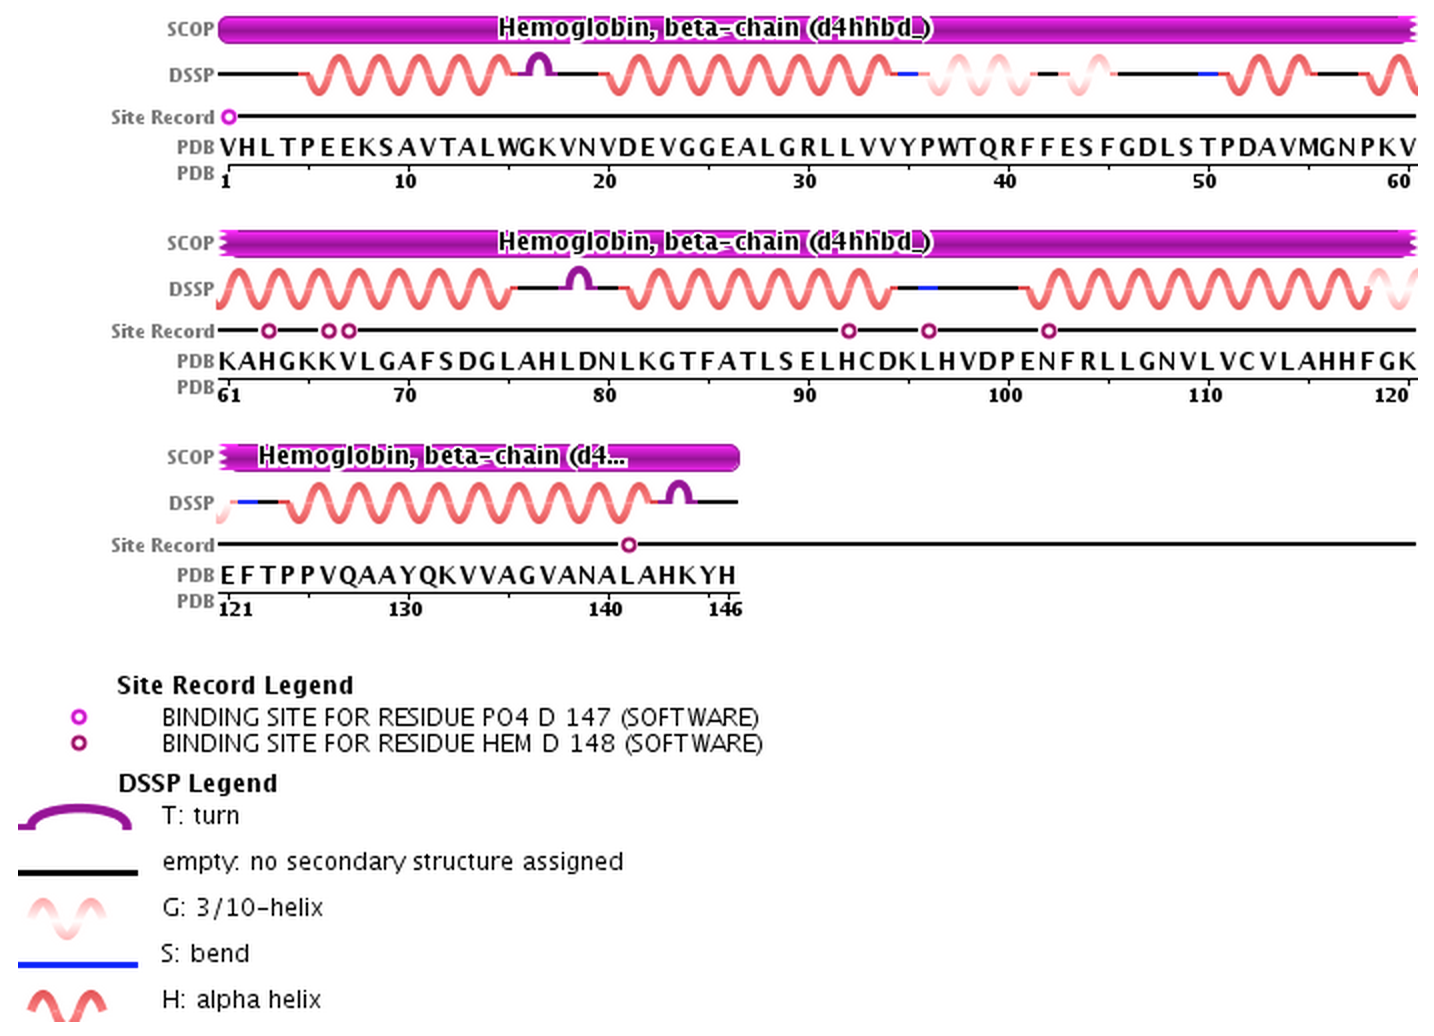 SCOP Hemoglobin, beta-chain (d4hhbd_)
DSSP
Site Record
PDB VHLTPEEKSAVTALWGKVNVDEVGGEALGRLLVVYPWTQRFFESFGDLSTPDAVMGNPKV
PDB 1 10 20 30 40 50 60
SCOP Hemoglobin, beta-chain (d4hhbd_)
DSSP
Site Record
PDB KAHGKKVLGAFSDGLAHLDNLKGTFATLSELHCDKLHVDPENFRLLGNVLVCVLAHHFGK
PDB 61 70 80 90 100 110 120
SCOP Hemoglobin, beta-chain (d4...
DSSP
Site Record
PDB EFTPPVQAAYQKVVAGVANALAHKYH
PDB 121 130 140 146
Site Record Legend
BINDING SITE FOR RESIDUE PO4 D 147 (SOFTWARE)
BINDING SITE FOR RESIDUE HEM D 148 (SOFTWARE)
DSSP Legend
T: turn
empty: no secondary structure assigned
G: 3/10-helix
S: bend
H: alpha helix